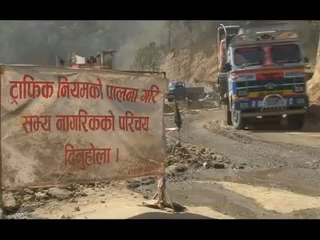 ट्राफिक नियमको पालना गरि
सभ्य नागरिकको परिचय
दिनुहोला ।